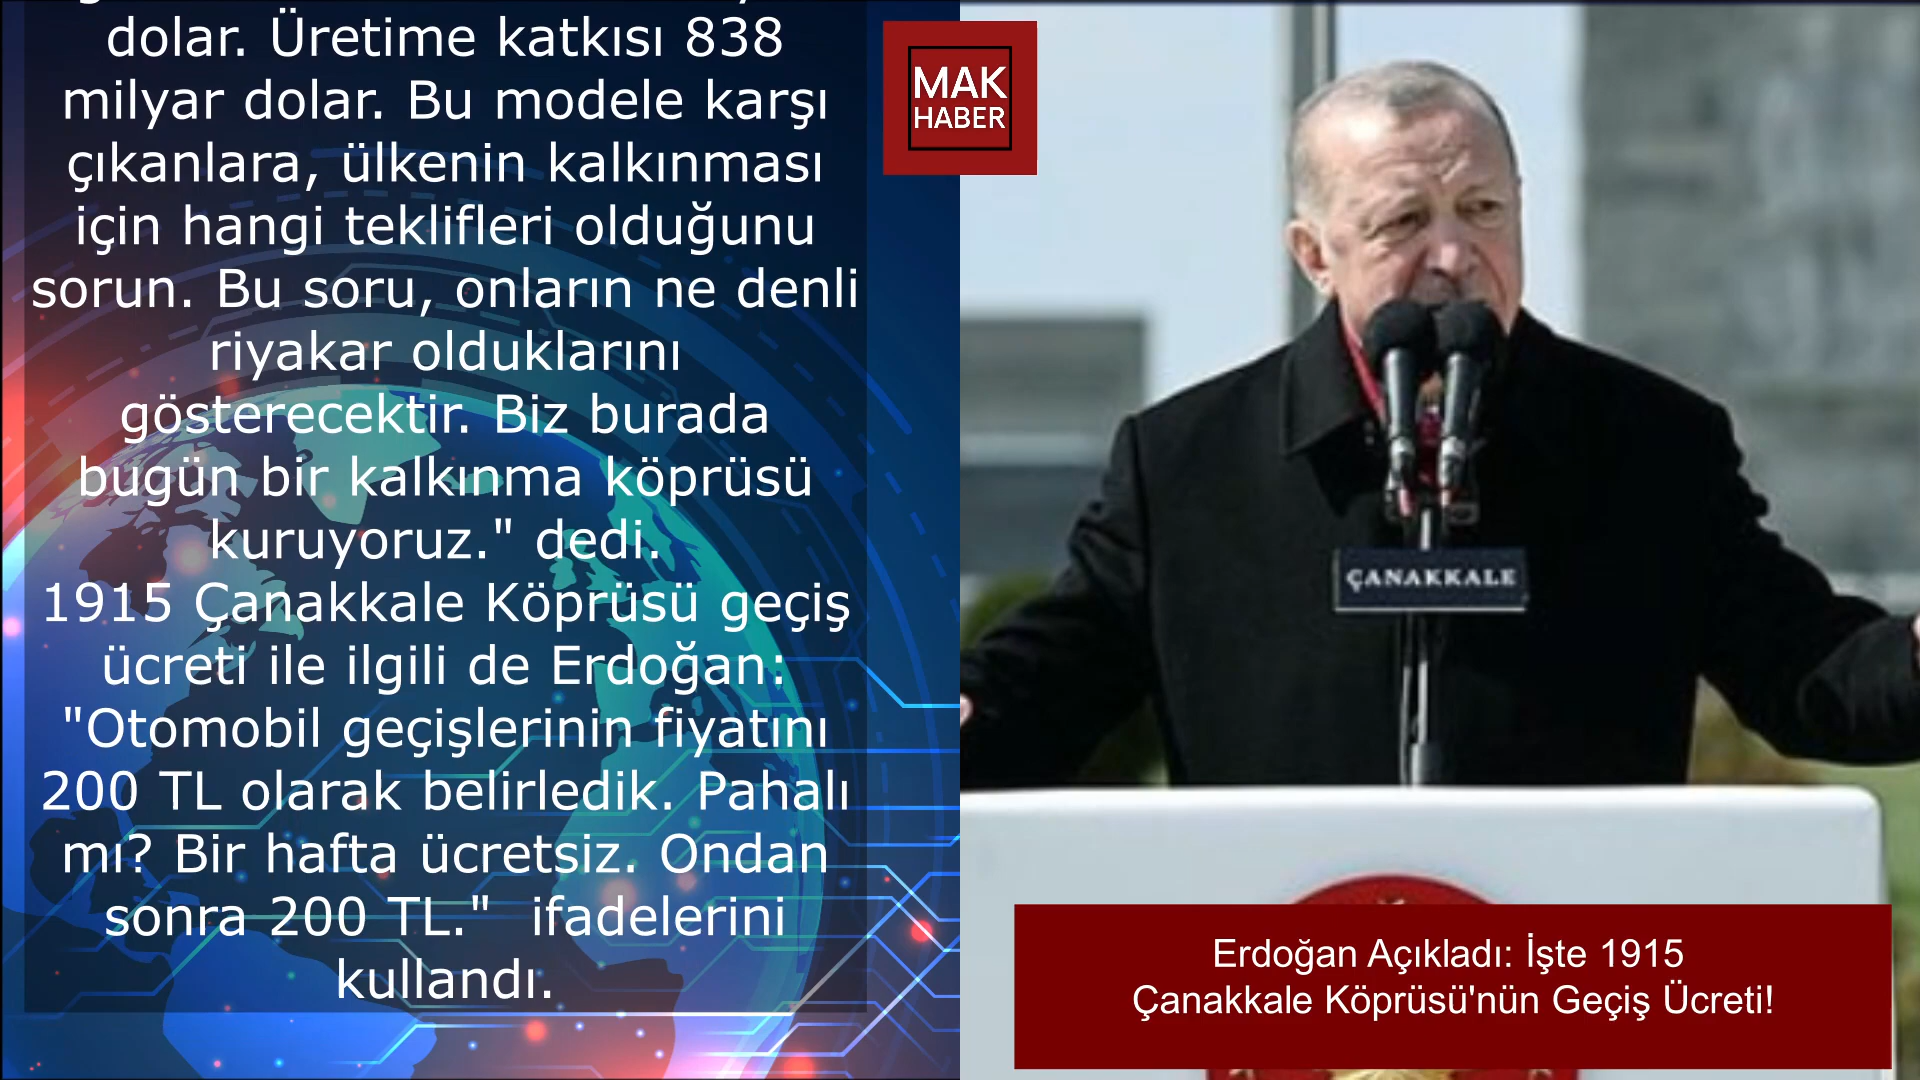 dolar. Üretime katkısı 838
milyar dolar. Bu modele karşı
çıkanlara, ülkenin kalkınması
için hangi teklifleri olduğunu
sorun. Bu soru, onların ne denli
riyakar olduklarını
gösterecektir. Biz burada
bugün bir kalkınma köprüsü
kuruyoruz." dedi.
1915 Çanakkale Köprüsü geçiş
ücreti ile ilgili de Erdoğan:
"Otomobil geçişlerinin fiyatını
200 TL olarak belirledik. Pahalı
mı? Bir hafta ücretsiz. Ondan
sonra 200 TL."  ifadelerini
kullandı.
MAK
HABER
ÇANAKKALE
Erdoğan Açıkladı: İşte 1915
Çanakkale Köprüsü'nün Geçiş Ücreti!